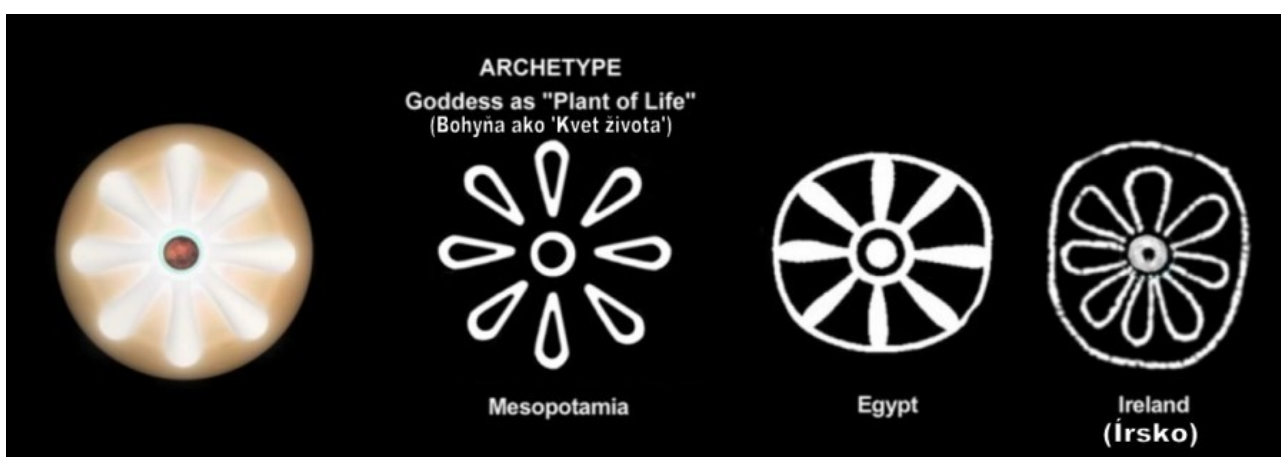 ARCHETYPE
Goddess as "Plant of Life"
(Bohyňa ako 'Kvet života')
Mesopotamia
Egypt
Ireland
(Írsko)